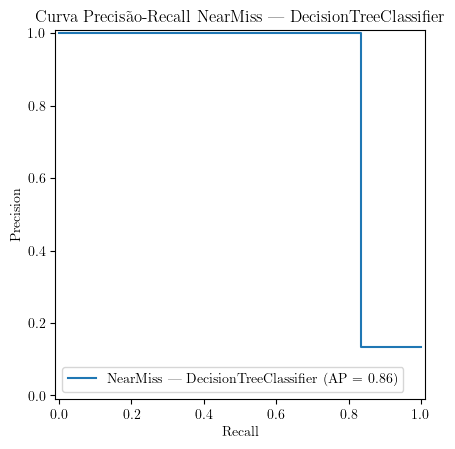 Curva Precisão-Recall NearMiss — DecisionTreeClassifier
1.0
0.8
0.6
0.4
0.2
0.0
Precision
NearMiss — DecisionTreeClassifier (AP = 0.86)
0.0 0.2 0.4 0.6 0.8 1.0
Recall